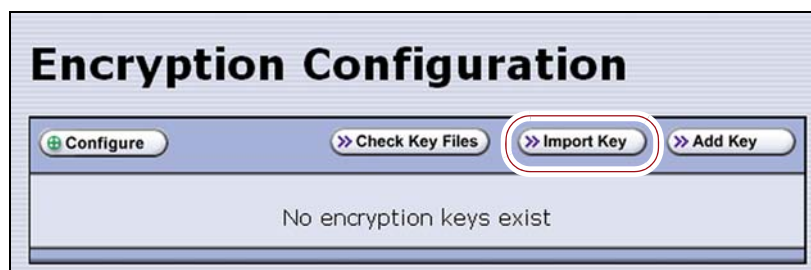 Encryption Configuration
Configure Check Key Files Import Key Add Key
No encryption keys exist